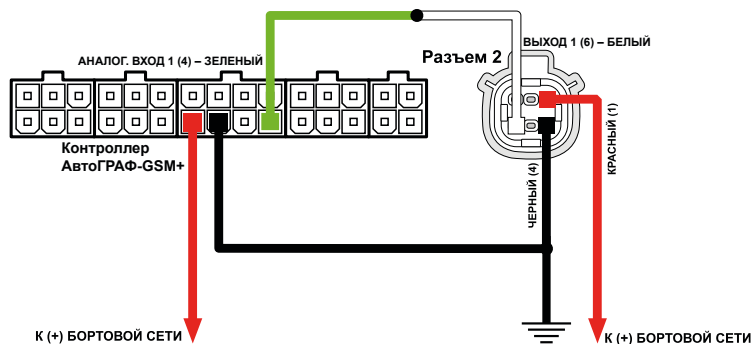 АНАЛОГ. ВХОД 1 (4) – ЗЕЛЕНЫЙ
Разъем 2
ВЫХОД 1 (6) – БЕЛЫЙ
Контроллер
АвтоГРАФ-GSM+
ЧЕРНЫЙ (4)
КРАСНЫЙ (1)
К (+) БОРТОВОЙ СЕТИ
К (+) БОРТОВОЙ СЕТИ